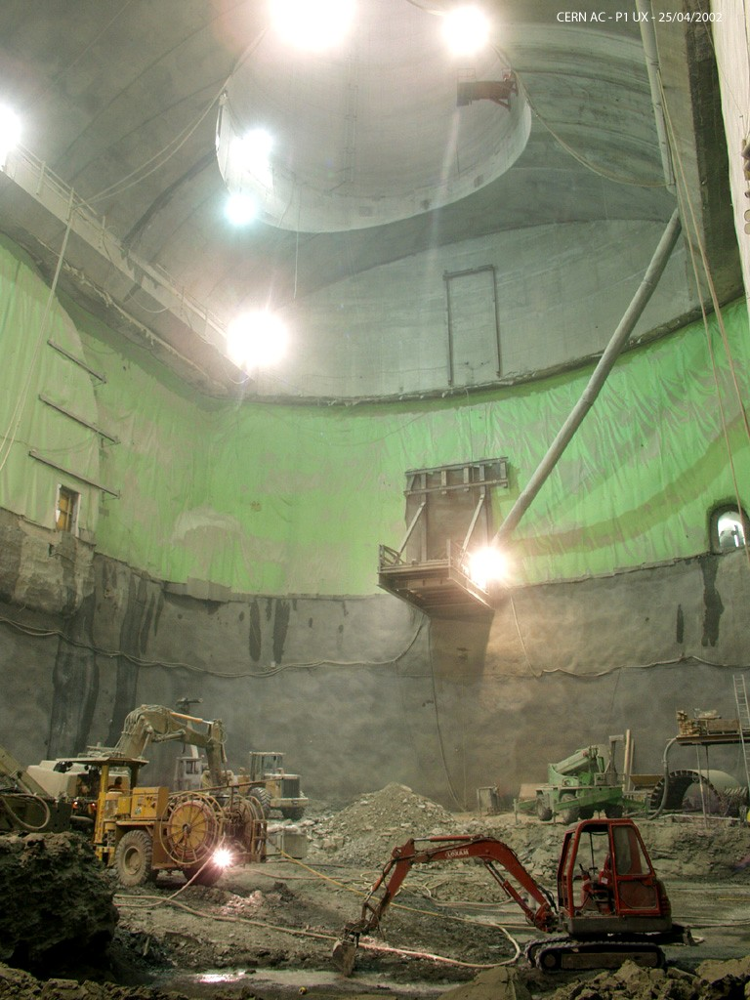 CERN AC - P1 UX - 25/04/2002